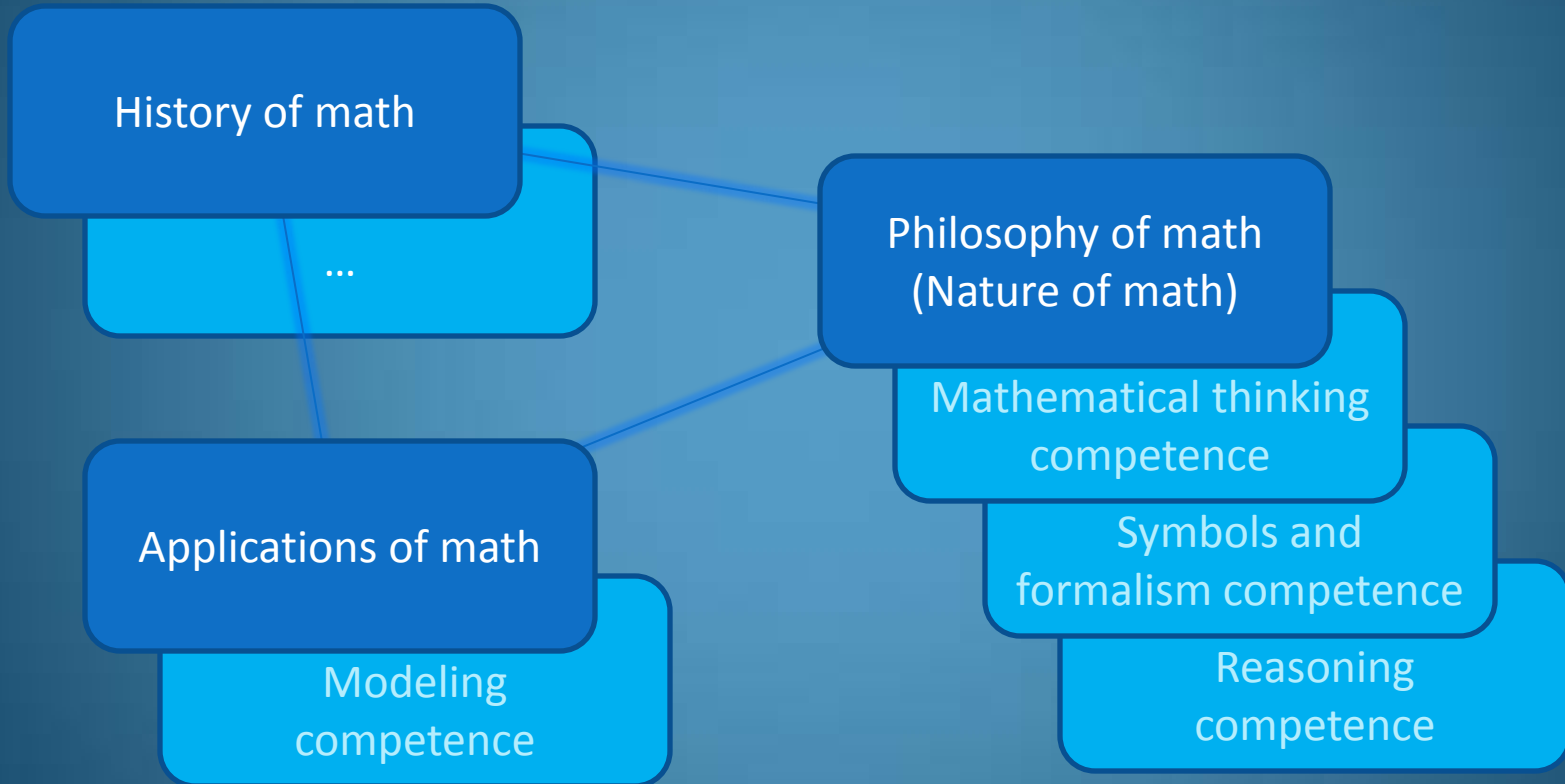 History of math
...
Philosophy of math
(Nature of math)
Mathematical thinking
competence
Symbols and
formalism competence
Reasoning
competence
Applications of math
Modeling
competence